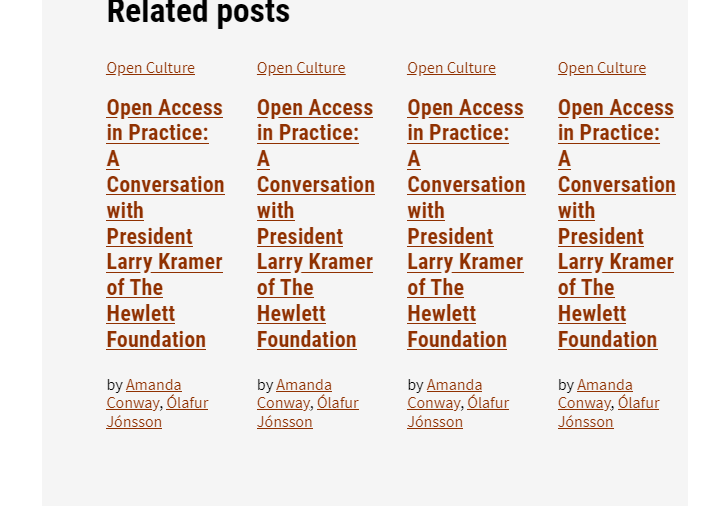 Related posts
Open Culture
Open Access
in Practice:
A
Conversation
with
President
Larry Kramer
of The
Hewlett
Foundation
by Amanda
Conway, Ólafur
Jónsson
Open Culture
Open Access
in Practice:
A
Conversation
with
President
Larry Kramer
of The
Hewlett
Foundation
by Amanda
Conway, Ólafur
Jónsson
Open Culture
Open Access
in Practice:
A
Conversation
with
President
Larry Kramer
of The
Hewlett
Foundation
by Amanda
Conway, Ólafur
Jónsson
Open Culture
Open Access
in Practice:
A
Conversation
with
President
Larry Kramer
of The
Hewlett
Foundation
by Amanda
Conway, Ólafur
Jónsson